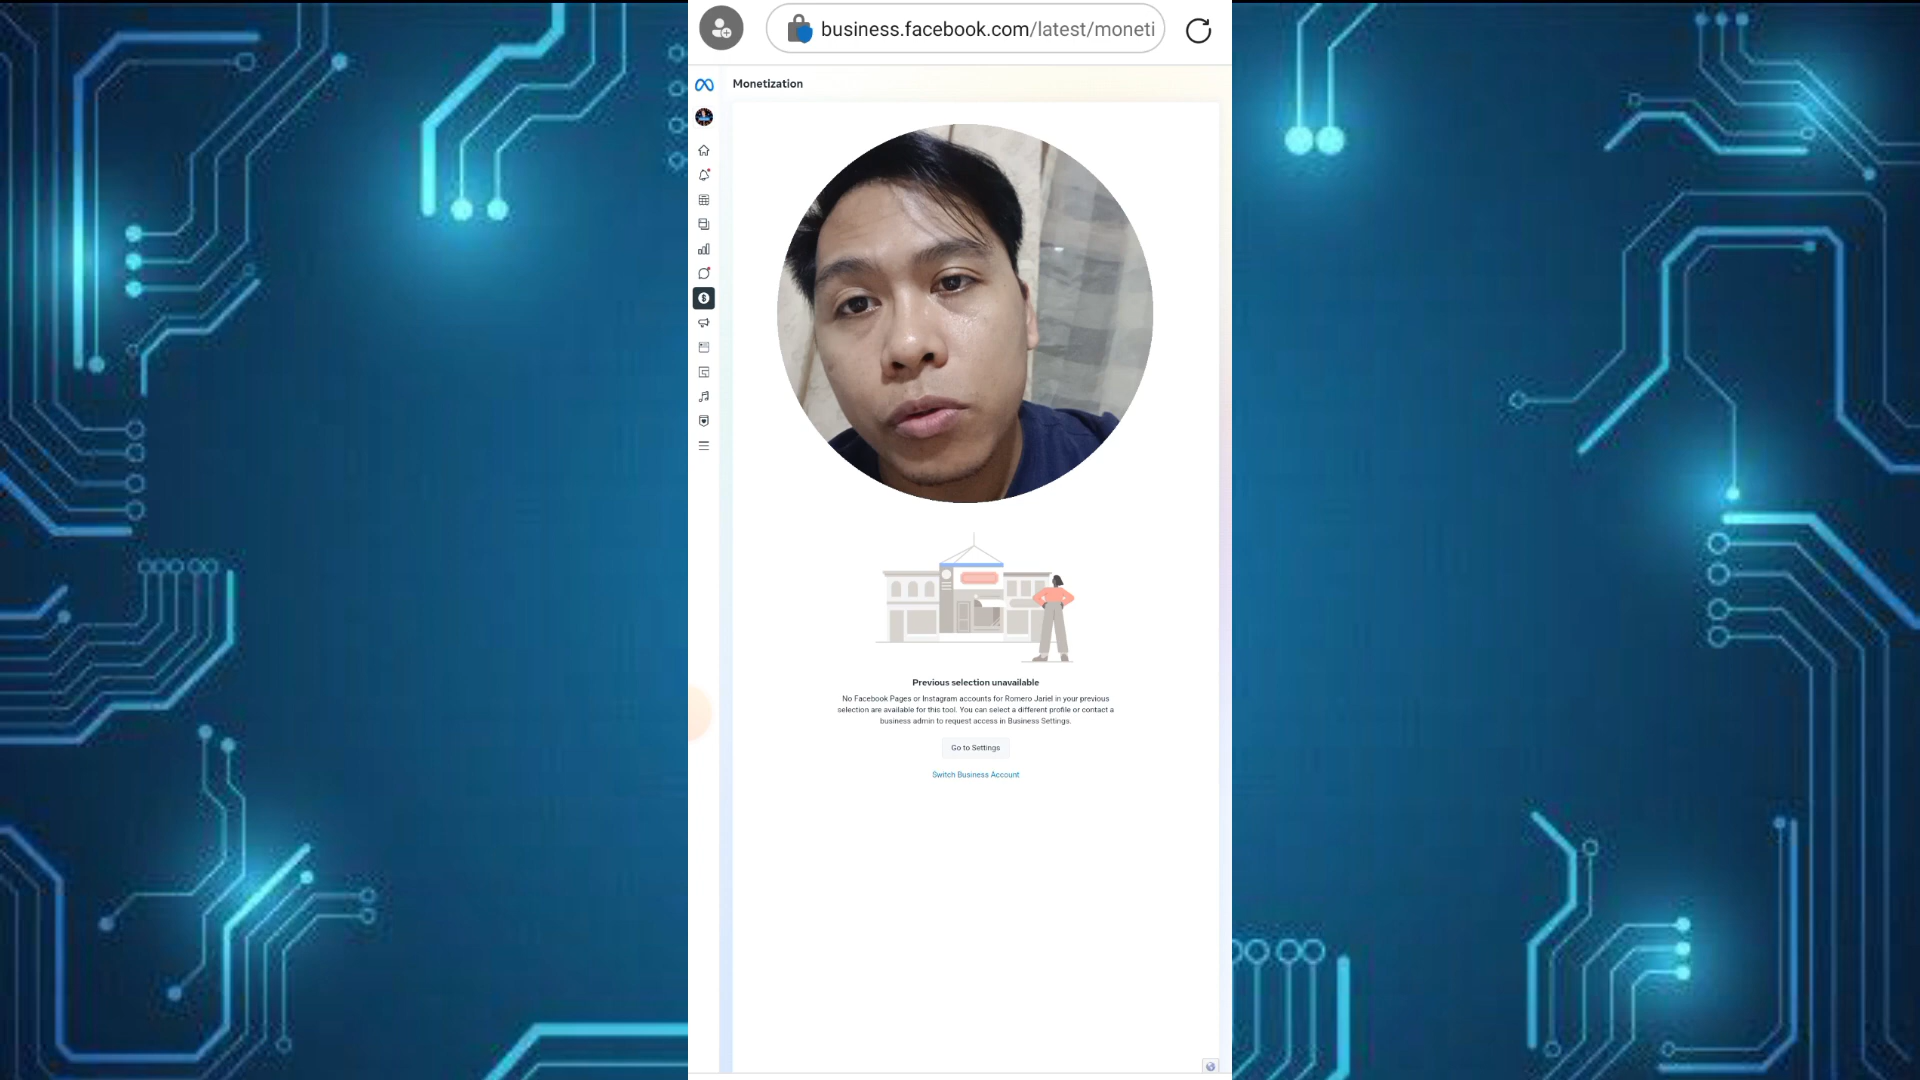 business.facebook.com/latest/moneti
Monetization
Previous selection unavailable
No Facebook Pages or Instagram accounts for Romero Jariel in your previous
selection are available for this tool. You can select a different profile or contact a
business admin to request access in Business Settings.
Go to Settings
Switch Business Account